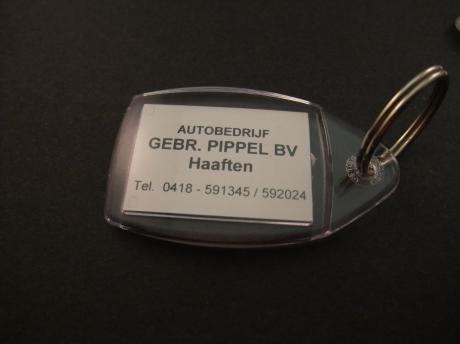 AUTOBEDRIJF
GEBR. PIPPEL BV
Haaften
Tel. 0418 - 591345 / 592024